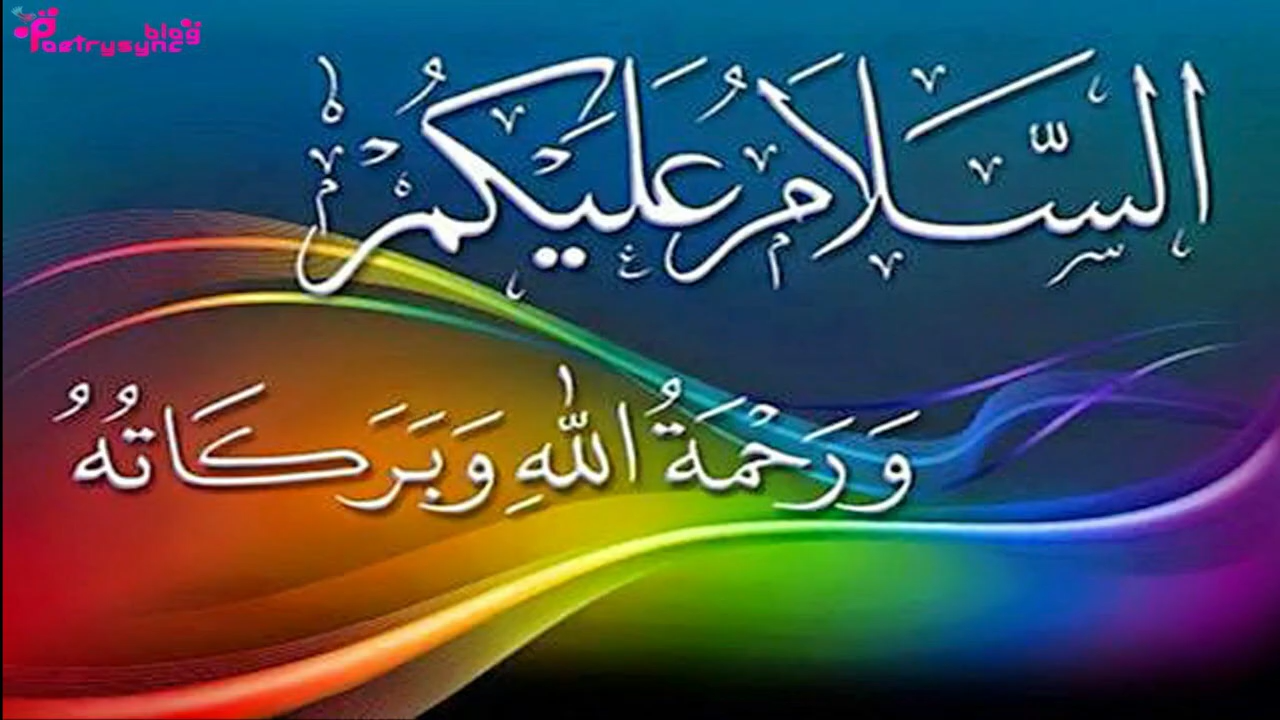 Poetrysync blog
السَّلَامُ عَلَيْكُمْ
وَرَحْمَةُ اللهِ وَبَرَكَاتُهُ